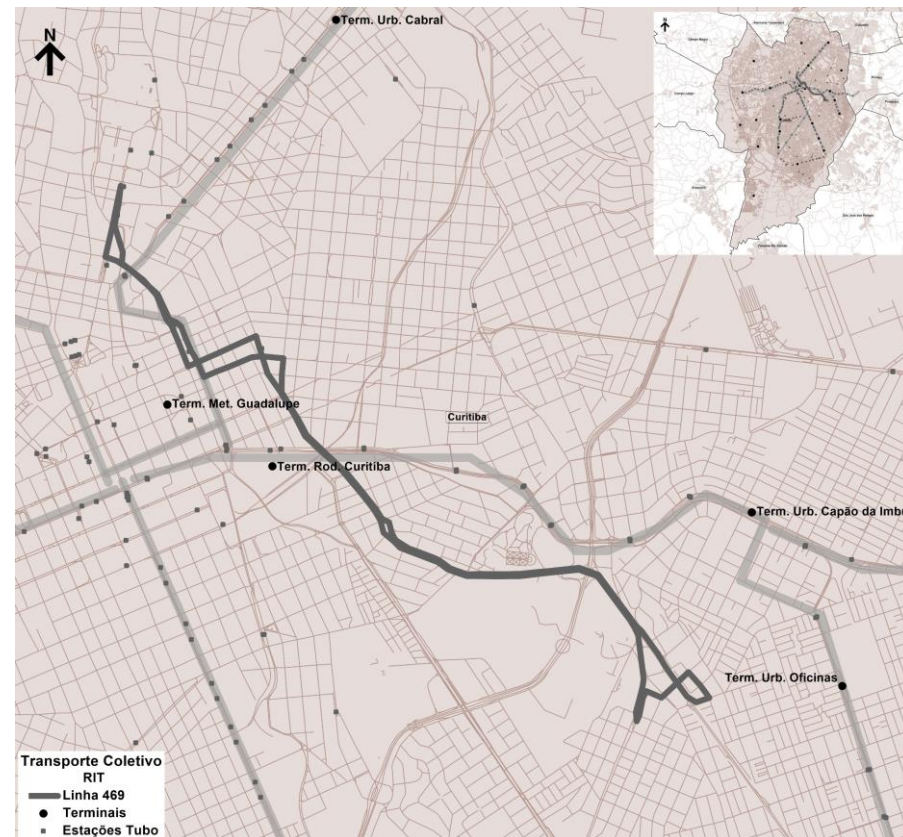 N
Term. Urb. Cabral
Term. Met. Guadalupe
Curitiba
Term. Rod. Curitiba
Term. Urb. Capão da Imbu
Term. Urb. Oficinas
Transporte Coletivo
RIT
Linha 469
Terminais
Estações Tubo